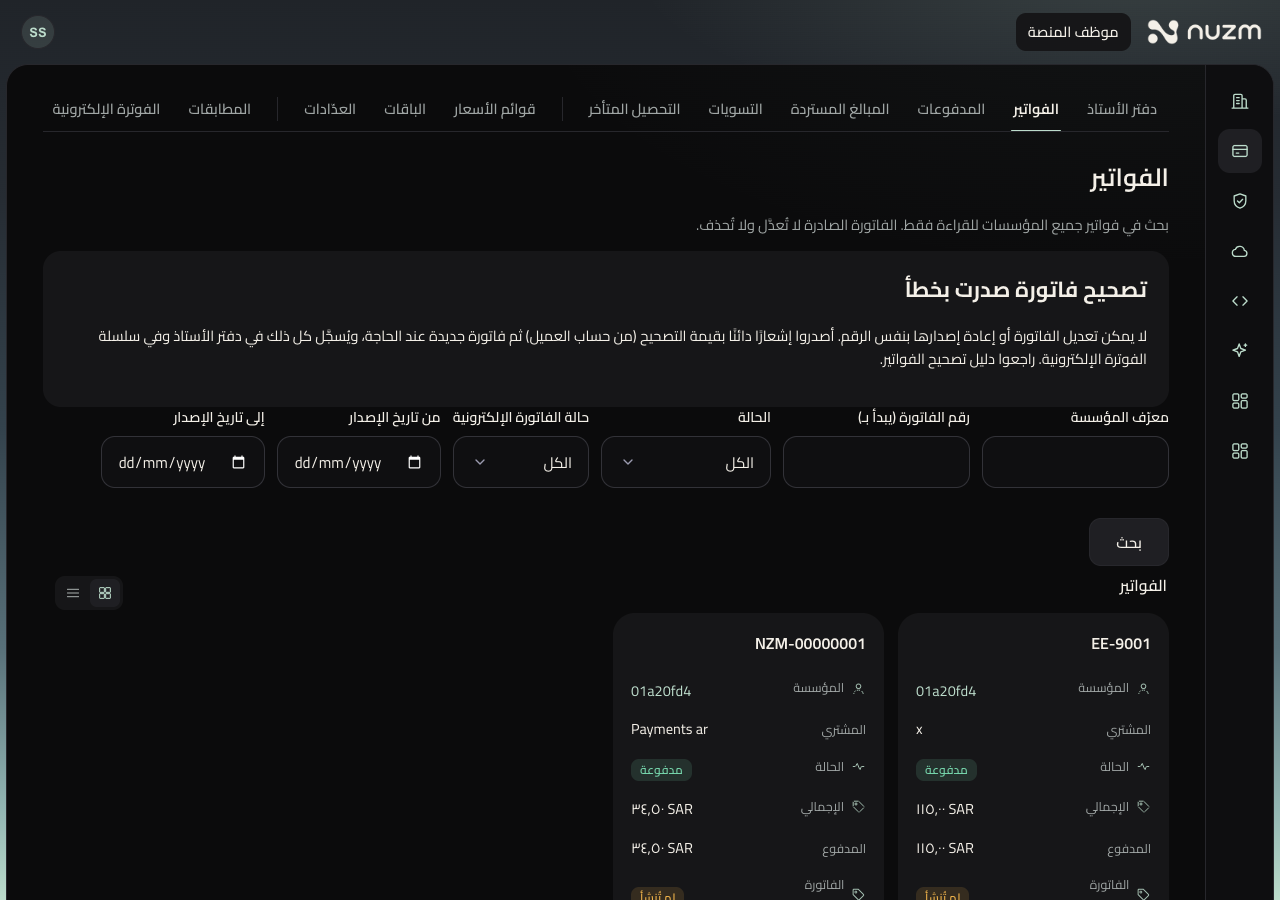 nuzm
موظف المنصة
SS
دفتر الأستاذ
الفواتير
المدفوعات
المبالغ المستردة
التسويات
التحصيل المتأخر
قوائم الأسعار
الباقات
العدّادات
المطابقات
الفوترة الإلكترونية
الفواتير
بحث في فواتير جميع المؤسسات للقراءة فقط. الفاتورة الصادرة لا تُعدَّل ولا تُحذف.
تصحيح فاتورة صدرت بخطأ
لا يمكن تعديل الفاتورة أو إعادة إصدارها بنفس الرقم. أصدروا إشعارًا دائنًا بقيمة التصحيح (من حساب العميل) ثم فاتورة جديدة عند الحاجة، ويُسجَّل كل ذلك في دفتر الأستاذ وفي سلسلة
الفوترة الإلكترونية. راجعوا دليل تصحيح الفواتير.
معرّف المؤسسة
رقم الفاتورة (يبدأ بـ)
الحالة
الكل
حالة الفاتورة إلكترونية
الكل
من تاريخ الإصدار
dd/mm/yyyy
إلى تاريخ الإصدار
dd/mm/yyyy
بحث
الفواتير
EE-9001
المؤسسة 01a20fd4
المشتري x
الحالة مدفوعة
الإجمالي ١١٥,٠٠ SAR
المدفوع ١١٥,٠٠ SAR
الفاتورة لم تُنشأ
NZM-00000001
المؤسسة 01a20fd4
المشتري Payments ar
الحالة مدفوعة
الإجمالي ٣٤,٥٠ SAR
المدفوع ٣٤,٥٠ SAR
الفاتورة لم تُنشأ